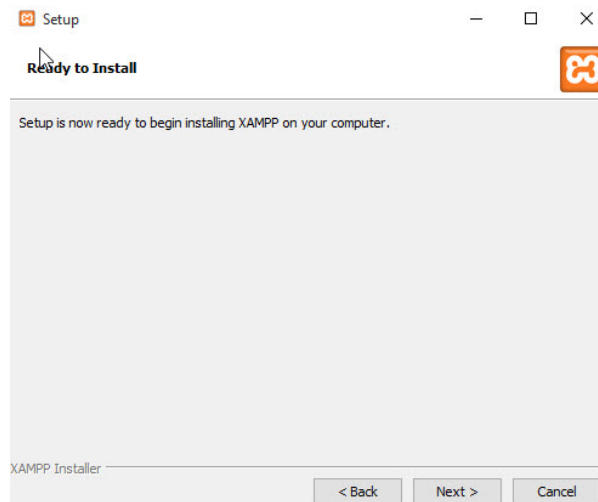 Setup
Ready to Install
Setup is now ready to begin installing XAMPP on your computer.
XAMPP Installer
< Back Next > Cancel